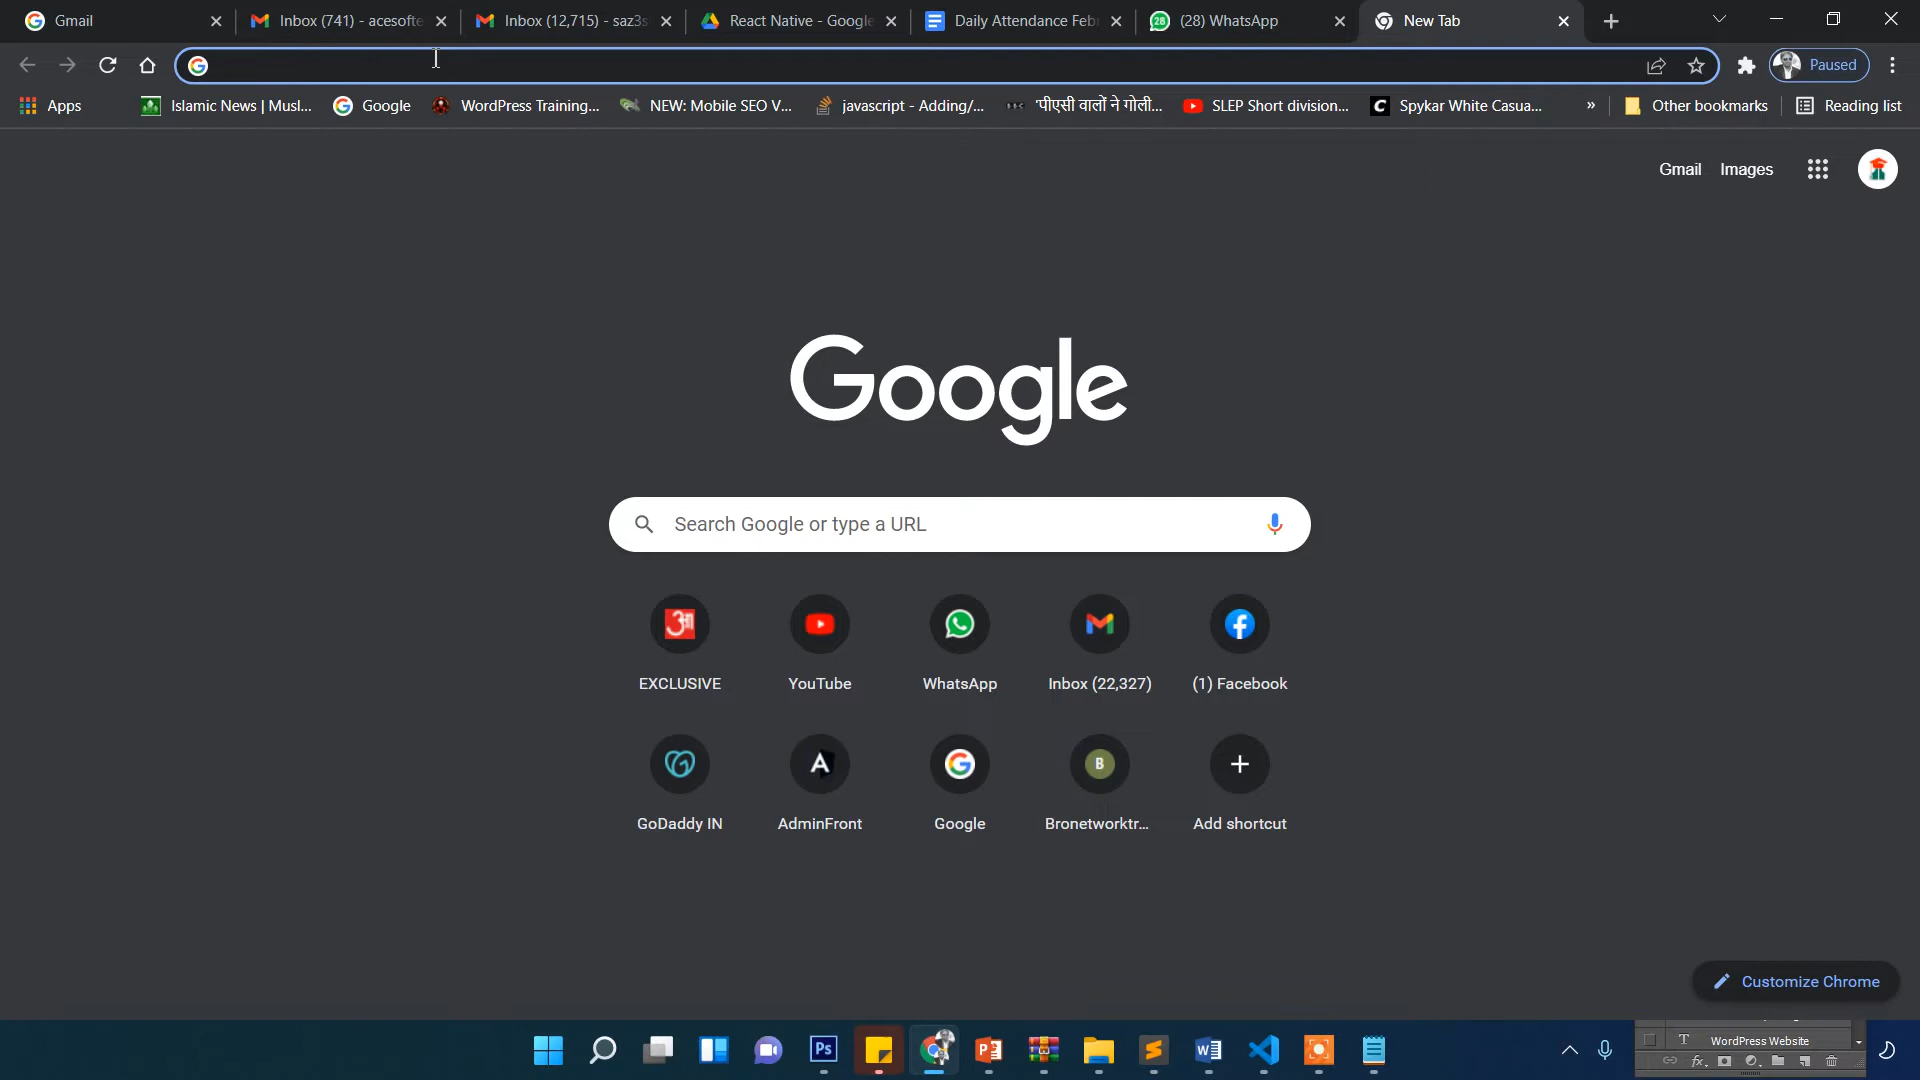 Gmail
Inbox (741) - acesofte
Inbox (12,715) - saz3s
React Native - Google
Daily Attendance Feb
(28) WhatsApp
New Tab
Paused
Apps
Islamic News | Musl...
Google
WordPress Training...
NEW: Mobile SEO V...
javascript - Adding/...
'पीएसी वालों ने गोली...
SLEP Short division...
Spykar White Casua...
»
Other bookmarks
Reading list
Gmail
Images
Google
Search Google or type a URL
EXCLUSIVE
YouTube
WhatsApp
Inbox (22,327)
(1) Facebook
GoDaddy IN
AdminFront
Google
B
Bronetworktr...
Add shortcut
Customize Chrome
Ps
T WordPress Website
fx